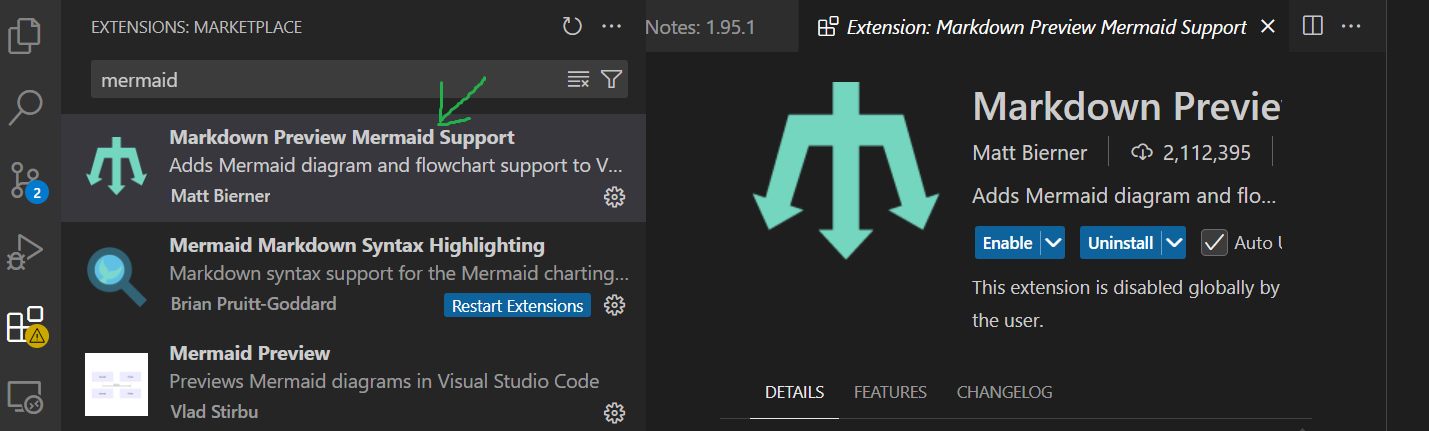 EXTENSIONS: MARKETPLACE
mermaid
Markdown Preview Mermaid Support
Adds Mermaid diagram and flowchart support to V...
Matt Bierner
Mermaid Markdown Syntax Highlighting
Markdown syntax support for the Mermaid charting...
Brian Pruitt-Goddard
Restart Extensions
Mermaid Preview
Previews Mermaid diagrams in Visual Studio Code
Vlad Stirbu
2
Notes: 1.95.1
Extension: Markdown Preview Mermaid Support
Markdown Previe
Matt Bierner
2,112,395
Adds Mermaid diagram and flo...
Enable
Uninstall
Auto U
This extension is disabled globally by
the user.
DETAILS
FEATURES
CHANGELOG